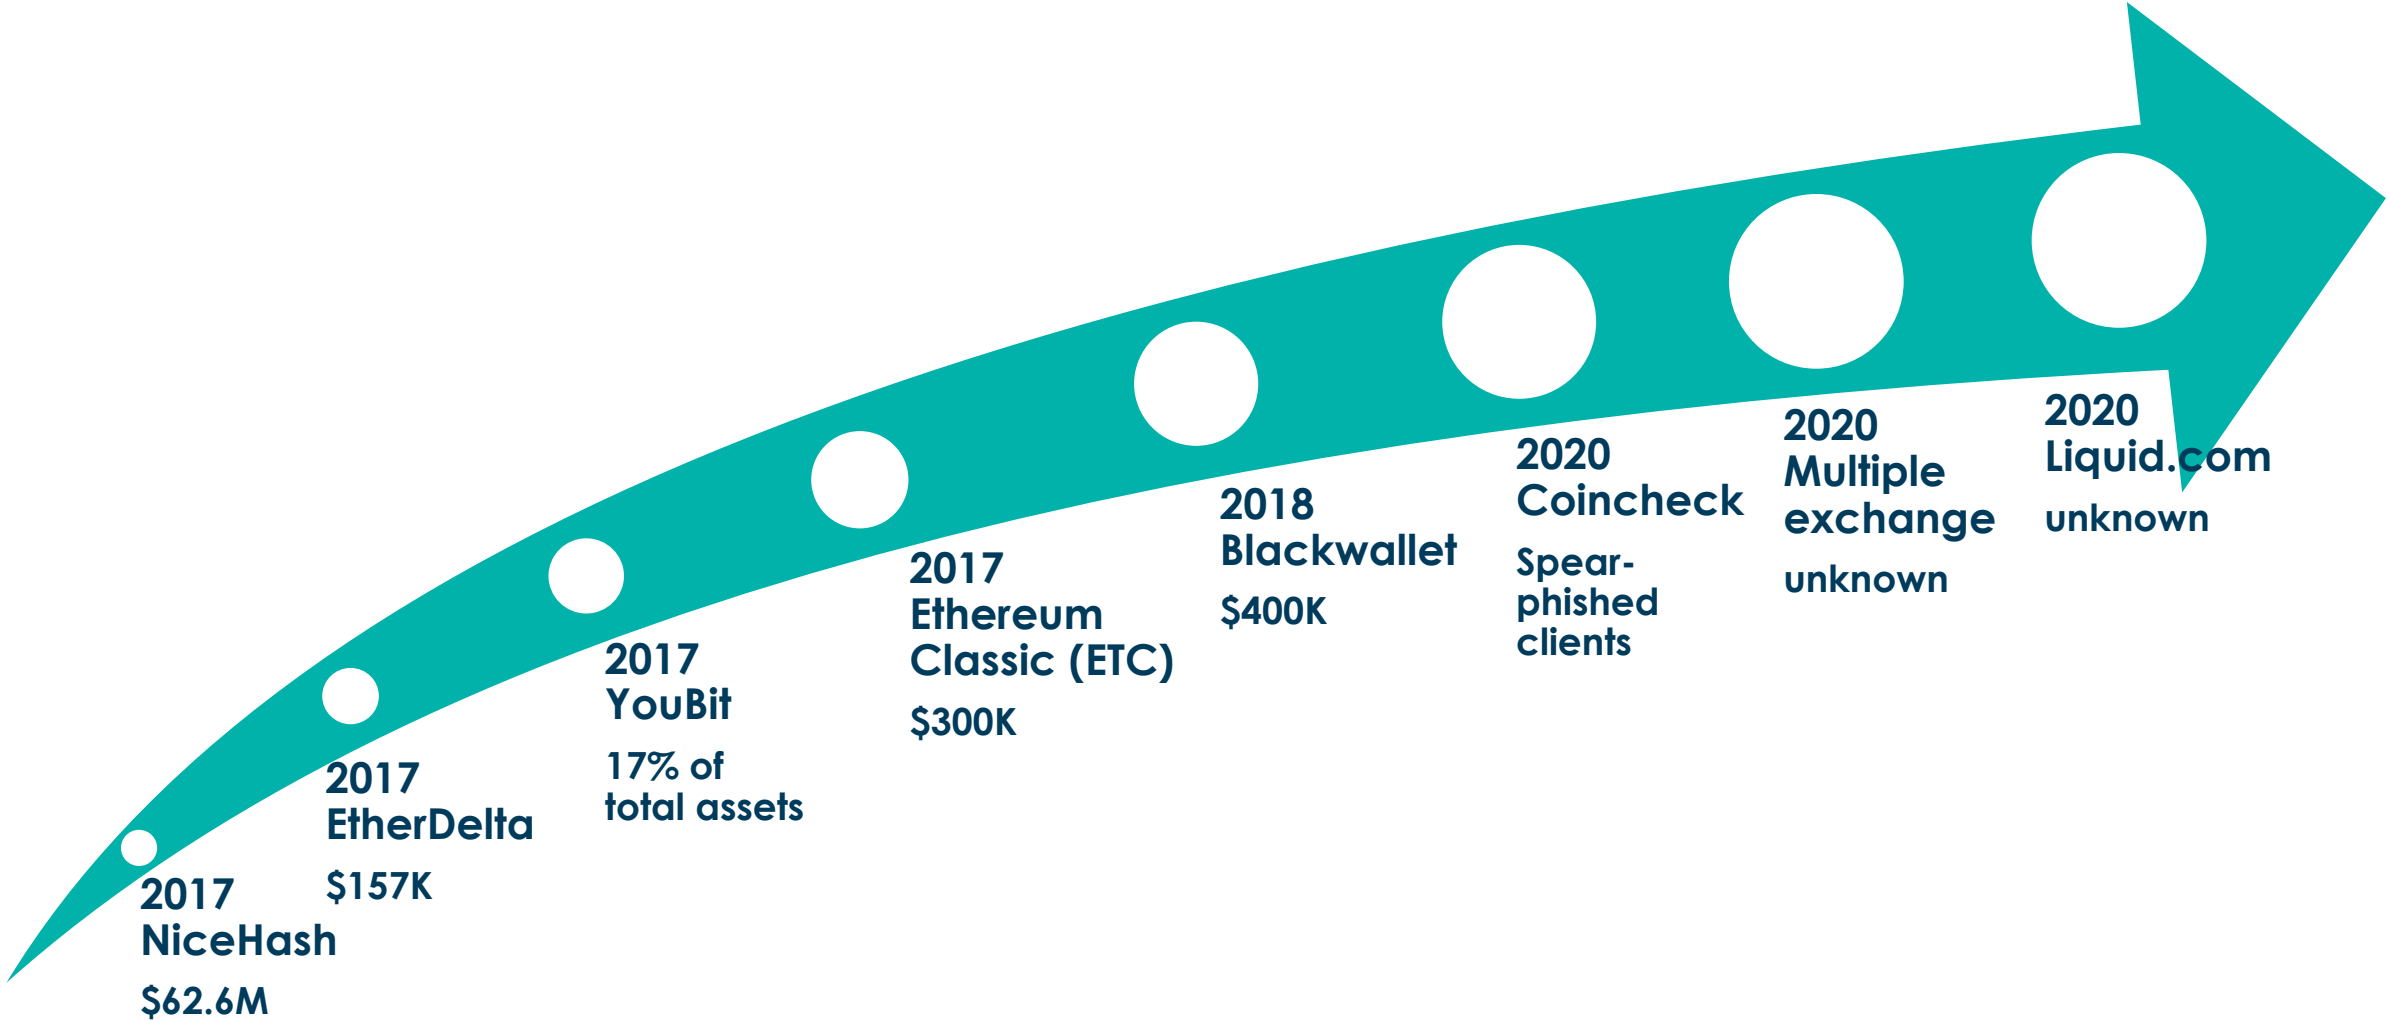 2017
NiceHash
$62.6M
2017
EtherDelta
$157K
2017
YouBit
17% of
total assets
2017
Ethereum
Classic (ETC)
$300K
2018
Blackwallet
$400K
2020
Coincheck
Spear-
phished
clients
2020
Multiple
exchange
unknown
2020
Liquid.com
unknown